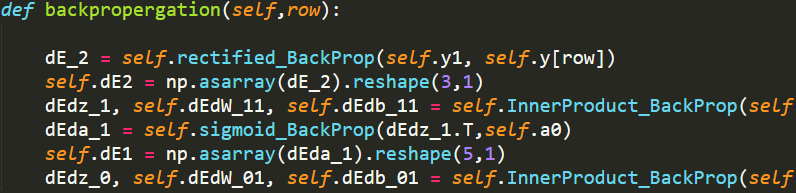 def backpropergation(self,row):
dE_2 = self.rectified_BackProp(self.y1, self.y[row])
self.dE2 = np.asarray(dE_2).reshape(3,1)
dEdz_1, self.dEdW_11, self.dEdb_11 = self.InnerProduct_BackProp(self
dEda_1 = self.sigmoid_BackProp(dEdz_1.T,self.a0)
self.dE1 = np.asarray(dEda_1).reshape(5,1)
dEdz_0, self.dEdW_01, self.dEdb_01 = self.InnerProduct_BackProp(self